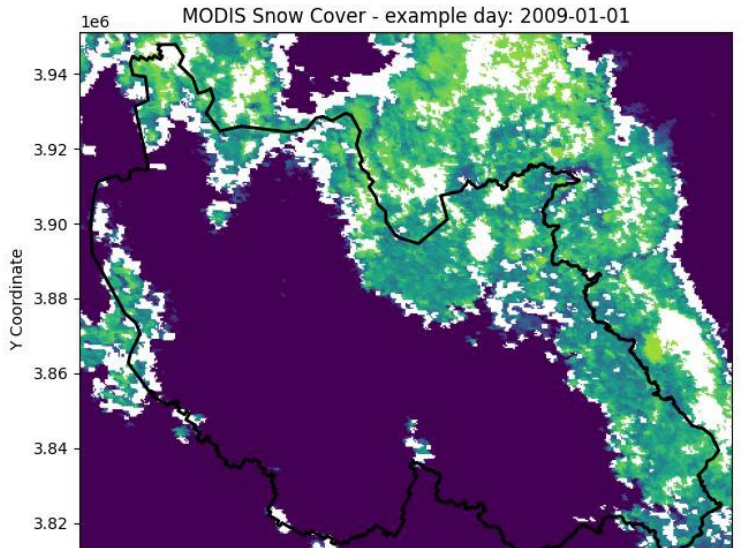 MODIS Snow Cover - example day: 2009-01-01
1e6
3.94
3.92
3.90
3.88
3.86
3.84
3.82
Y Coordinate